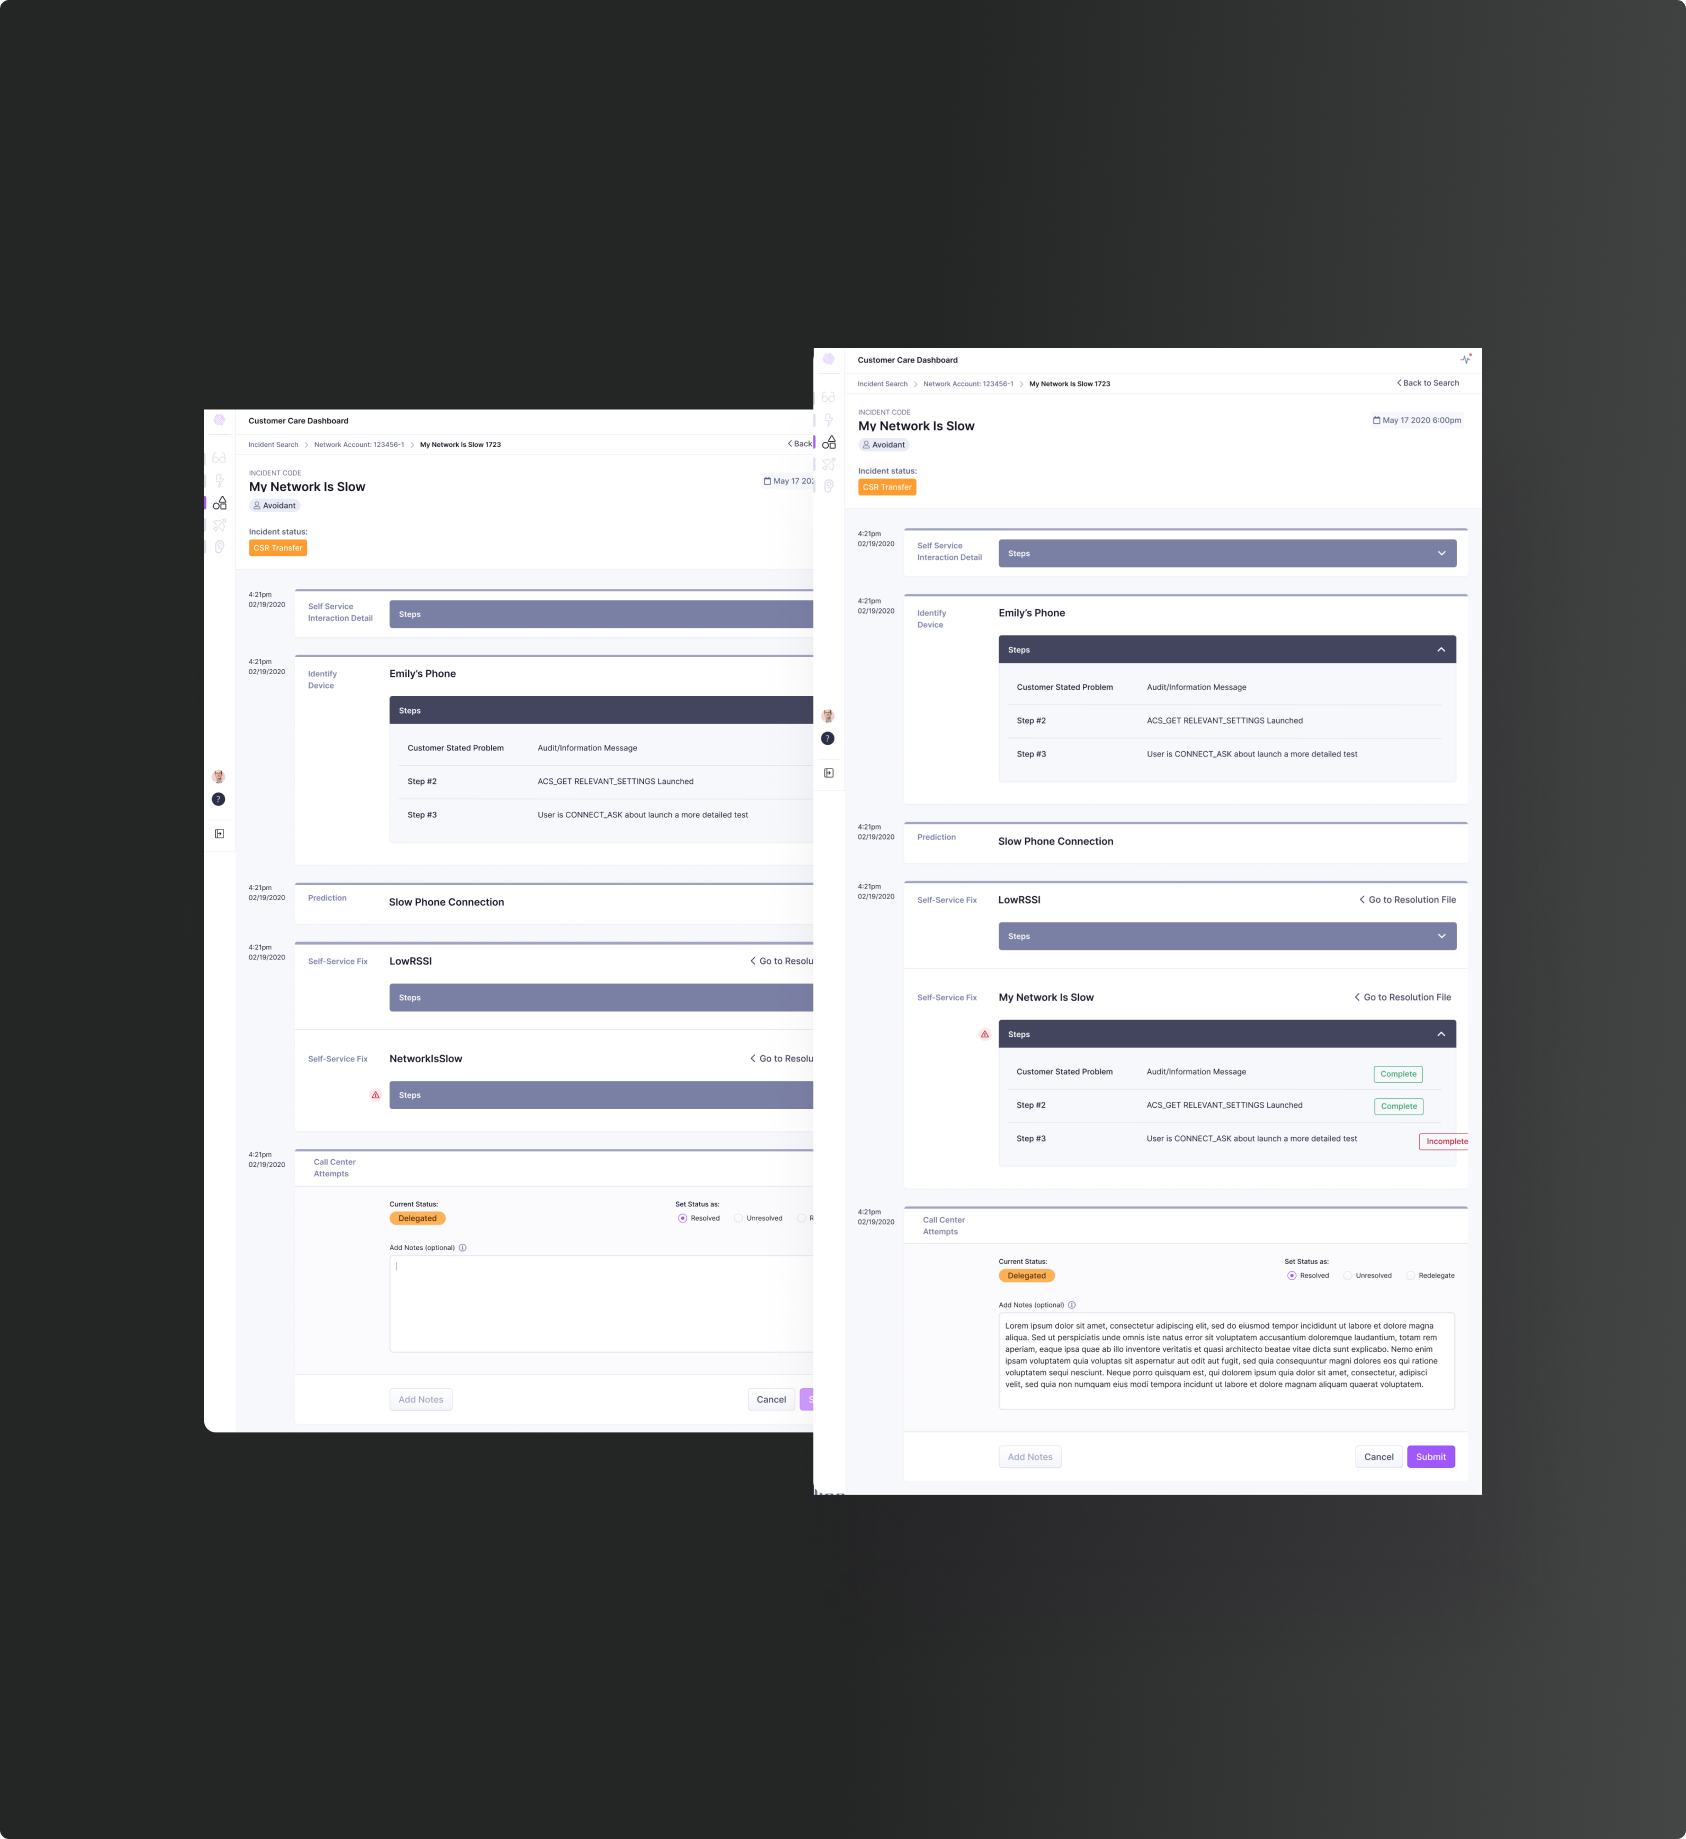 Customer Care Dashboard
Incident Search > Network Account: 123456-1 > My Network Is Slow 1723
Back
INCIDENT CODE
My Network Is Slow
May 17 202
Avoidant
Incident status:
CSR Transfer
4:21pm
02/19/2020
Self Service
Interaction Detail
Steps
4:21pm
02/19/2020
Identify
Device
Emily's Phone
Steps
Customer Stated Problem
Audit/Information Message
Step #2
ACS_GET RELEVANT_SETTINGS Launched
Step #3
User is CONNECT_ASK about launch a more detailed test
4:21pm
02/19/2020
Prediction
Slow Phone Connection
4:21pm
02/19/2020
Self-Service Fix
LowRSSI
Go to Resolu
Steps
Self-Service Fix
NetworkIsSlow
Go to Resolu
Steps
4:21pm
02/19/2020
Call Center
Attempts
Current Status:
Delegated
Set Status as:
Resolved
Unresolved
R
Add Notes (optional)
Add Notes
Cancel
S
Customer Care Dashboard
Incident Search > Network Account: 123456-1 > My Network Is Slow 1723
Back to Search
INCIDENT CODE
My Network Is Slow
May 17 2020 6:00pm
Avoidant
Incident status:
CSR Transfer
4:21pm
02/19/2020
Self Service
Interaction Detail
Steps
4:21pm
02/19/2020
Identify
Device
Emily's Phone
Steps
Customer Stated Problem
Audit/Information Message
Step #2
ACS_GET RELEVANT_SETTINGS Launched
Step #3
User is CONNECT_ASK about launch a more detailed test
4:21pm
02/19/2020
Prediction
Slow Phone Connection
4:21pm
02/19/2020
Self-Service Fix
LowRSSI
Go to Resolution File
Steps
Self-Service Fix
My Network Is Slow
Go to Resolution File
Steps
Customer Stated Problem
Audit/Information Message
Complete
Step #2
ACS_GET RELEVANT_SETTINGS Launched
Complete
Step #3
User is CONNECT_ASK about launch a more detailed test
Incomplete
4:21pm
02/19/2020
Call Center
Attempts
Current Status:
Delegated
Set Status as:
Resolved
Unresolved
Redelegate
Add Notes (optional)
Lorem ipsum dolor sit amet, consectetur adipiscing elit, sed do eiusmod tempor incididunt ut labore et dolore magna
aliqua. Sed ut perspiciatis unde omnis iste natus error sit voluptatem accusantium doloremque laudantium, totam rem
aperiam, eaque ipsa quae ab illo inventore veritatis et quasi architecto beatae vitae dicta sunt explicabo. Nemo enim
ipsam voluptatem quia voluptas sit aspernatur aut odit aut fugit, sed quia consequuntur magni dolores eos qui ratione
voluptatem sequi nesciunt. Neque porro quisquam est, qui dolorem ipsum quia dolor sit amet, consectetur, adipisci
velit, sed quia non numquam eius modi tempora incidunt ut labore et dolore magnam aliquam quaerat voluptatem.
Add Notes
Cancel
Submit